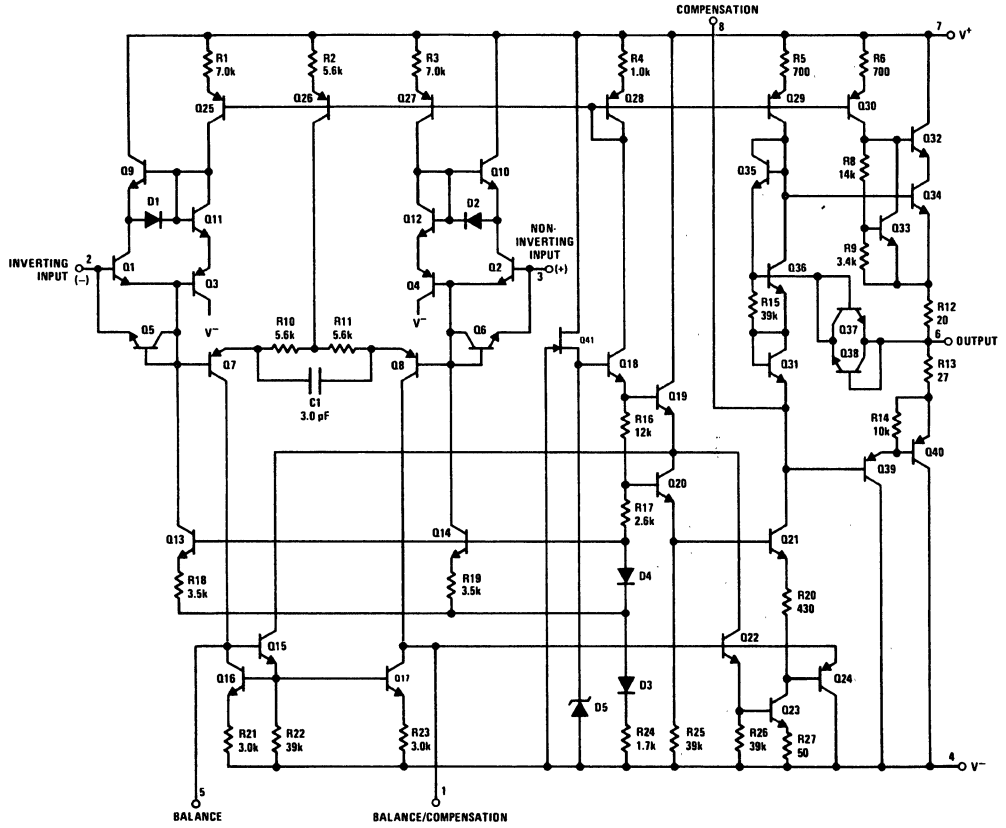 COMPENSATION
8
7
V+
R1
7.0k
R2
5.6k
R3
7.0k
R4
1.0k
R5
700
R6
700
Q25
Q26
Q27
Q28
Q29
Q30
Q32
Q9
Q10
Q35
R8
14k
D1
Q11
Q12
D2
Q34
Q33
NON-
INVERTING
INPUT
(+)
3
2
INVERTING
INPUT
(−)
Q1
Q3
Q4
Q2
Q36
R9
3.4k
R15
39k
R12
20
V−
V−
Q5
R10
5.6k
R11
5.6k
Q6
Q41
Q37
Q38
6
OUTPUT
Q7
Q8
Q18
Q31
R13
27
C1
3.0 pF
Q19
R16
12k
R14
10k
Q39
Q40
Q20
R17
2.6k
Q13
Q14
Q21
D4
R18
3.5k
R19
3.5k
R20
430
Q15
Q22
Q16
Q17
D3
Q24
D5
Q23
R21
3.0k
R22
39k
R23
3.0k
R24
1.7k
R25
39k
R26
39k
R27
50
4
V−
5
BALANCE
1
BALANCE/COMPENSATION